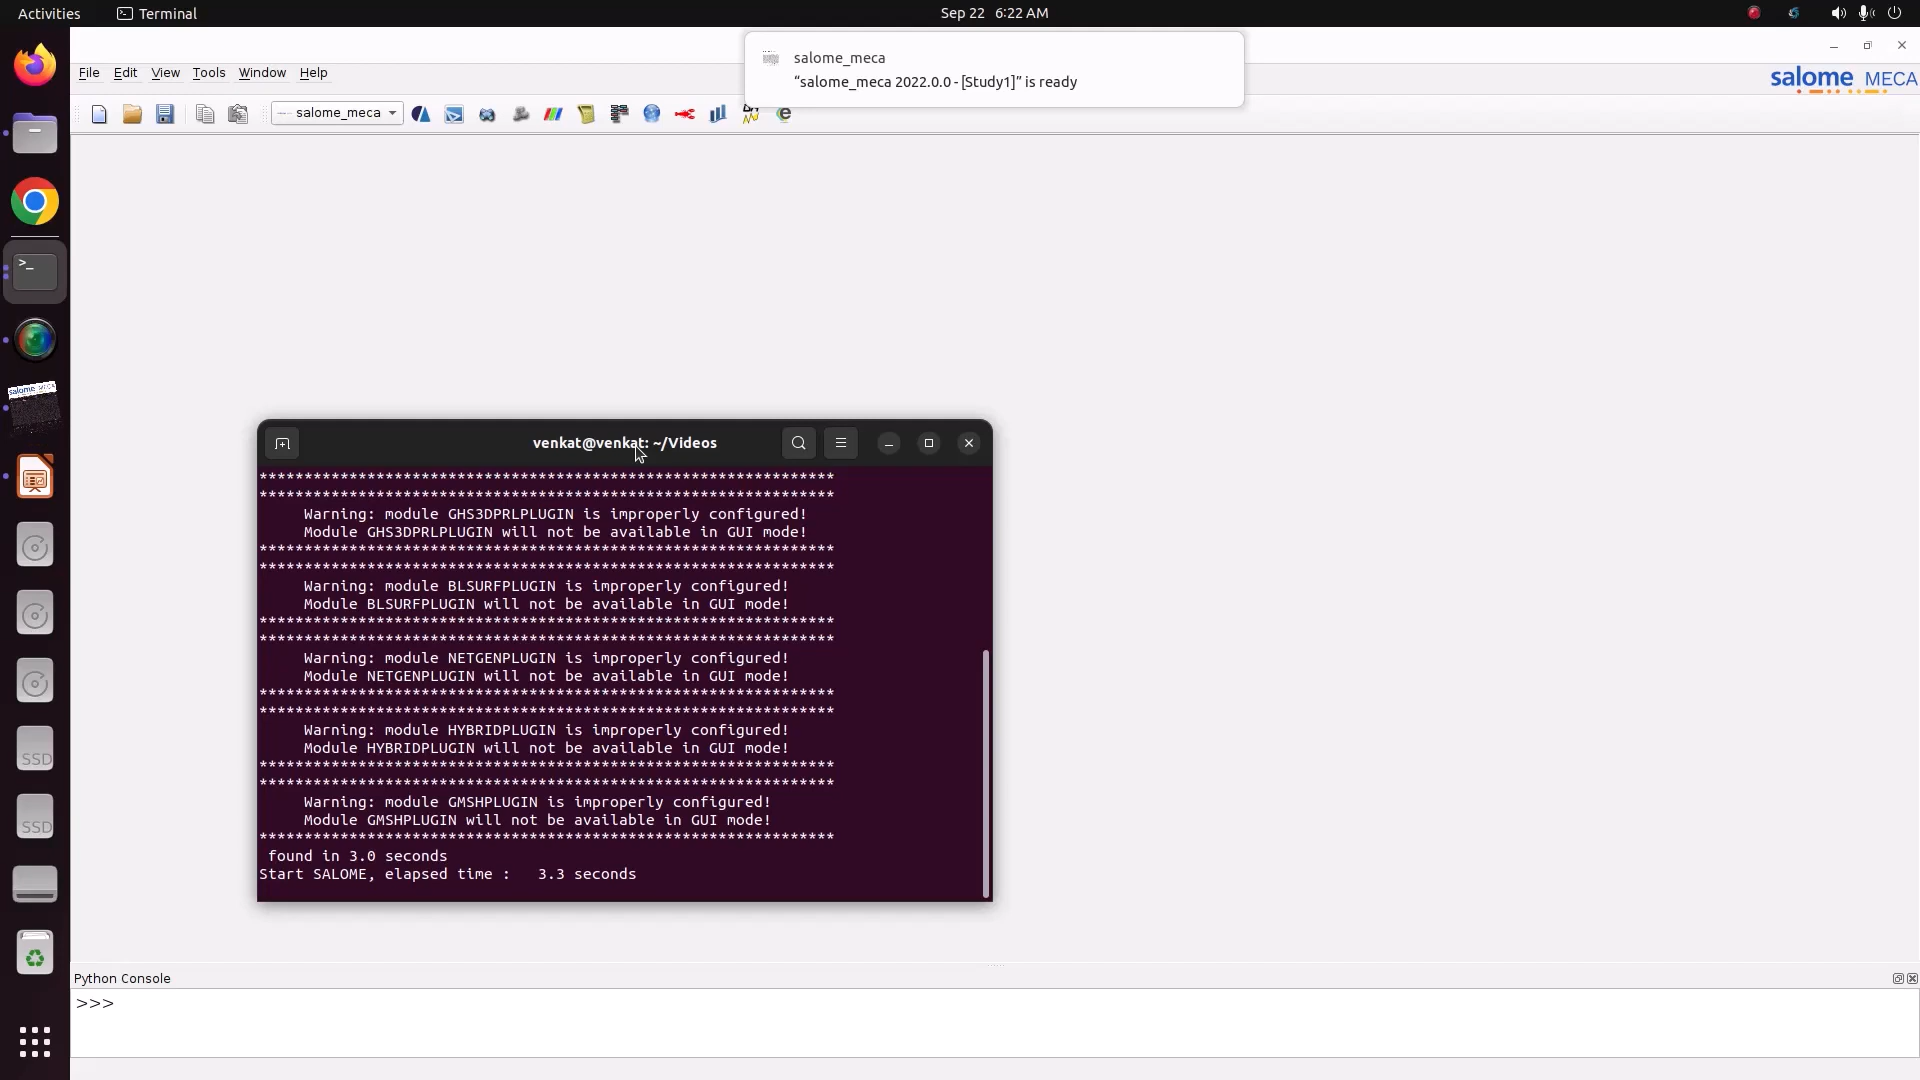 Activities
Terminal
Sep 22 6:22 AM
salome_meca
“salome_meca 2022.0.0 - [Study1]” is ready
File Edit View Tools Window Help
salome MECA
salome_meca
venkat@venkat: ~/Videos
****************************************************************
****************************************************************
Warning: module GHS3DPRLPLUGIN is improperly configured!
Module GHS3DPRLPLUGIN will not be available in GUI mode!
****************************************************************
****************************************************************
Warning: module BLSURFPLUGIN is improperly configured!
Module BLSURFPLUGIN will not be available in GUI mode!
****************************************************************
****************************************************************
Warning: module NETGENPLUGIN is improperly configured!
Module NETGENPLUGIN will not be available in GUI mode!
****************************************************************
****************************************************************
Warning: module HYBRIDPLUGIN is improperly configured!
Module HYBRIDPLUGIN will not be available in GUI mode!
****************************************************************
****************************************************************
Warning: module GMSHPLUGIN is improperly configured!
Module GMSHPLUGIN will not be available in GUI mode!
****************************************************************
found in 3.0 seconds
Start SALOME, elapsed time :   3.3 seconds
SSD
SSD
Python Console
>>>